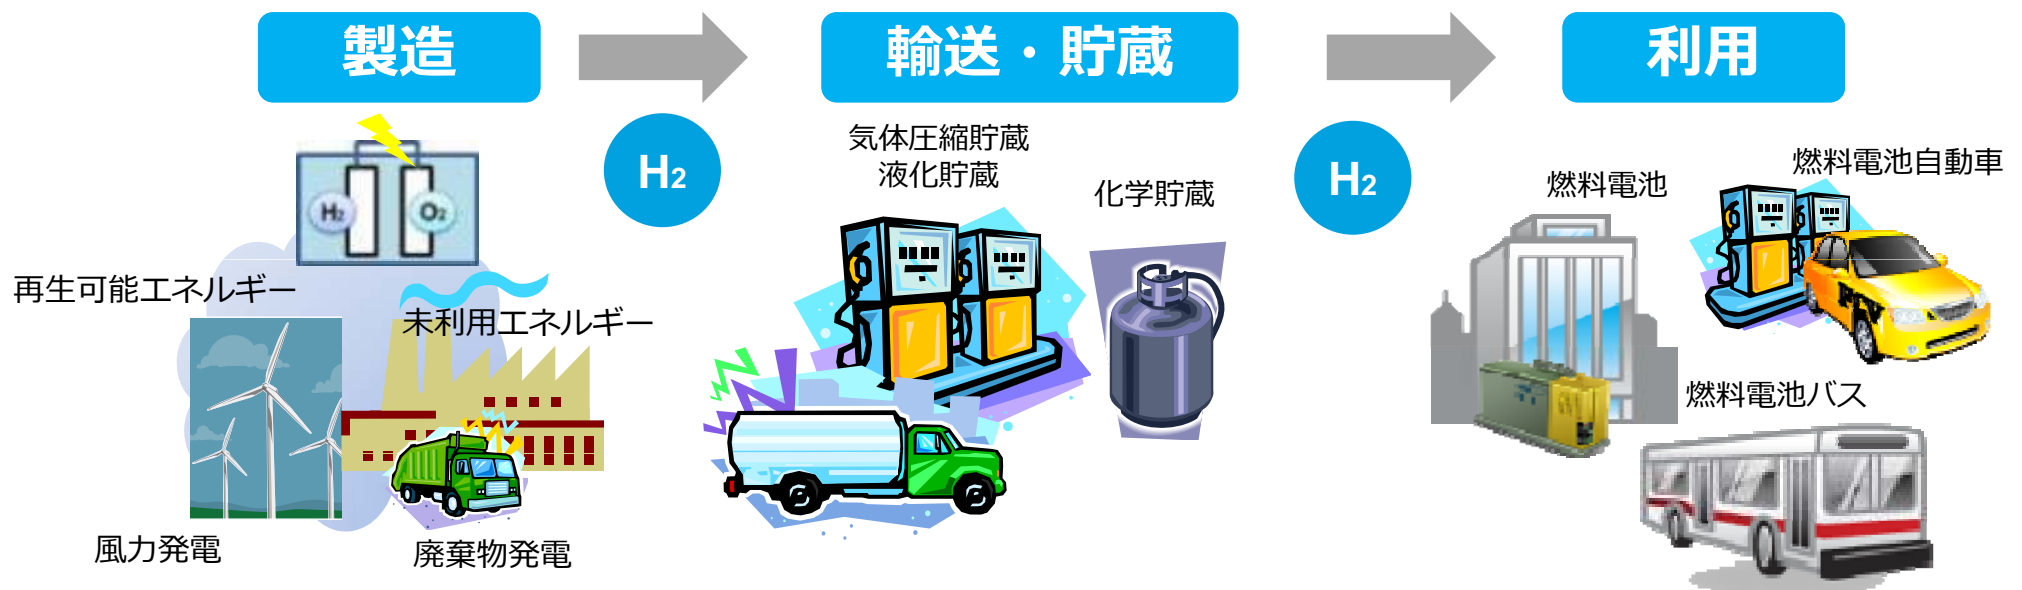 製造
輸送・貯蔵
利用
H2
O2
再生可能エネルギー
未利用エネルギー
風力発電
廃棄物発電
H2
気体圧縮貯蔵
液化貯蔵
化学貯蔵
H2
燃料電池
燃料電池自動車
燃料電池バス